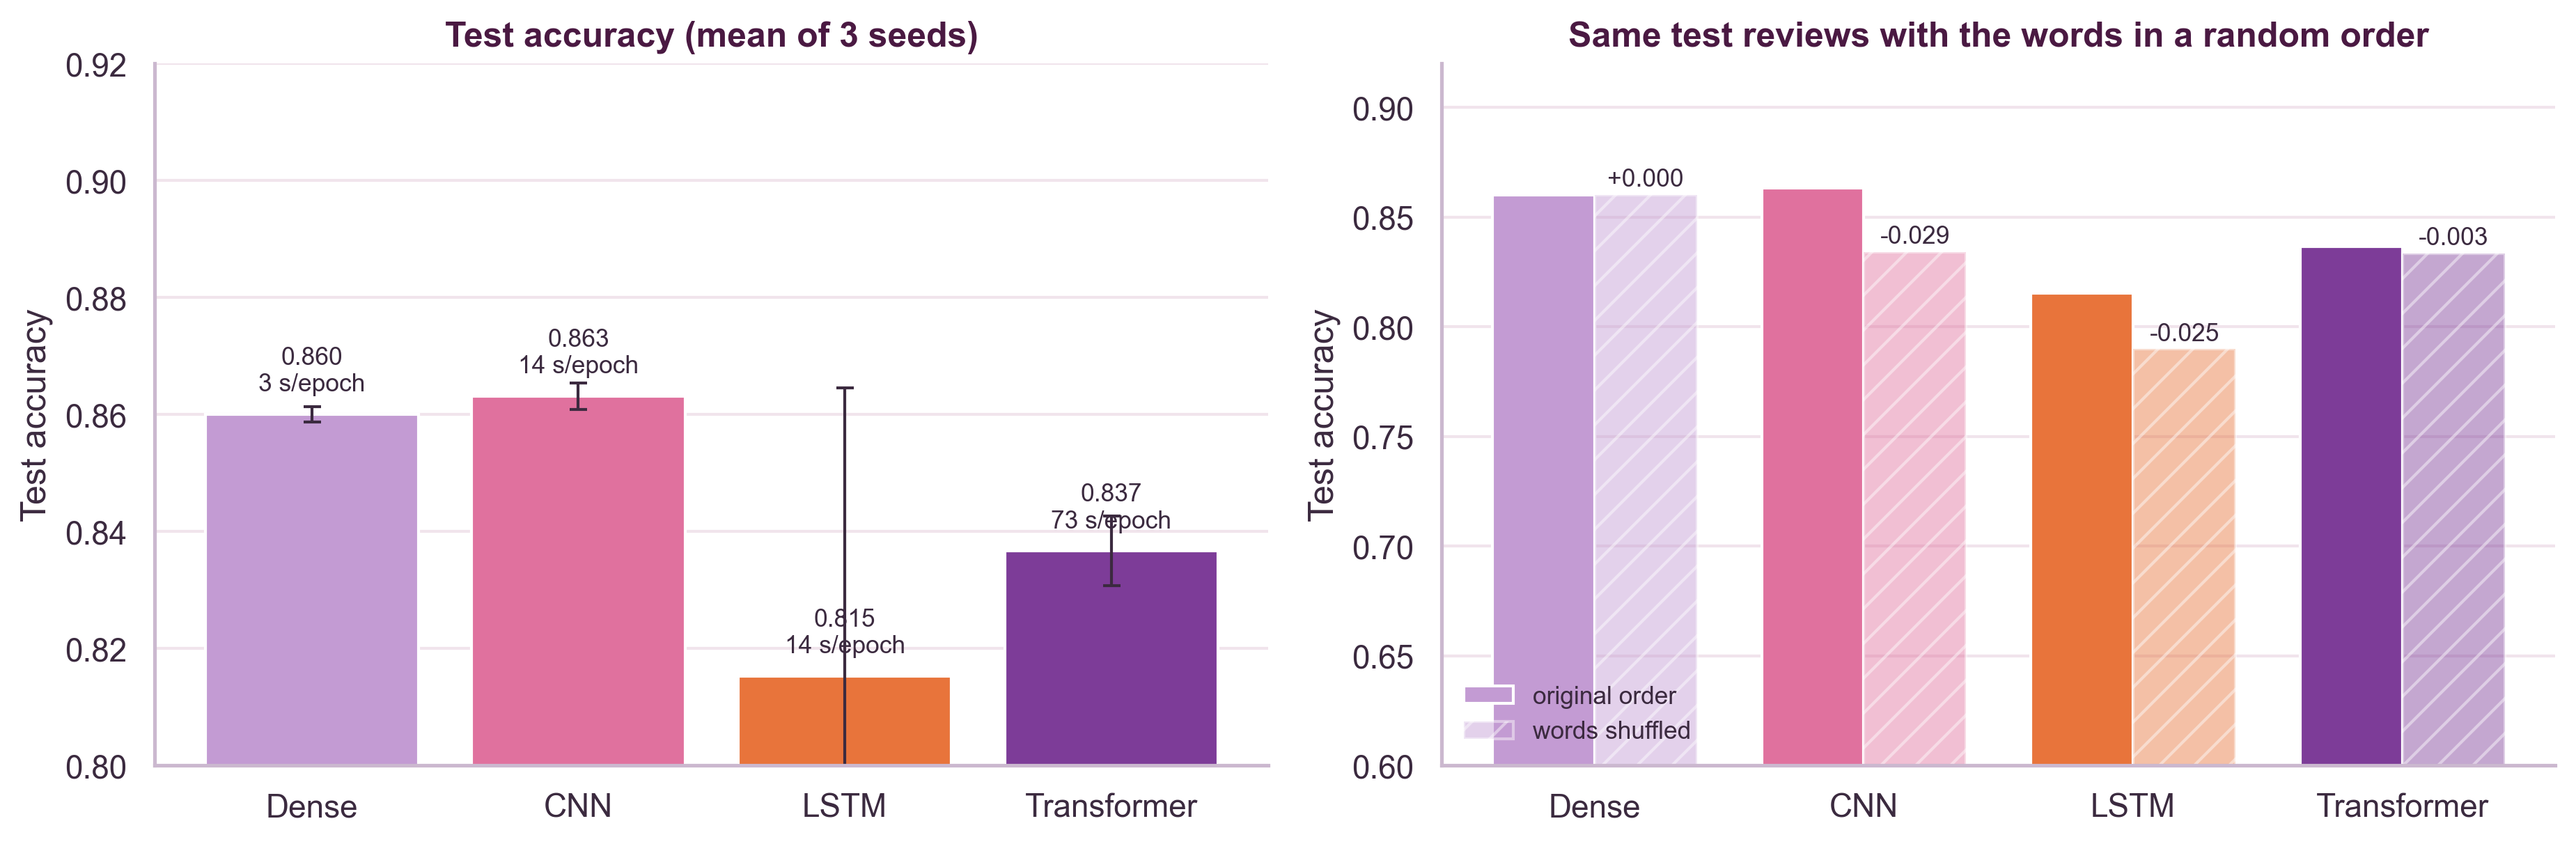 Test accuracy (mean of 3 seeds)
Test accuracy
0.92
0.90
0.88
0.86
0.84
0.82
0.80
0.860
3 s/epoch
0.863
14 s/epoch
0.815
14 s/epoch
0.837
73 s/epoch
Dense
CNN
LSTM
Transformer
Same test reviews with the words in a random order
Test accuracy
0.90
0.85
0.80
0.75
0.70
0.65
0.60
+0.000
-0.029
-0.025
-0.003
original order
words shuffled
Dense
CNN
LSTM
Transformer